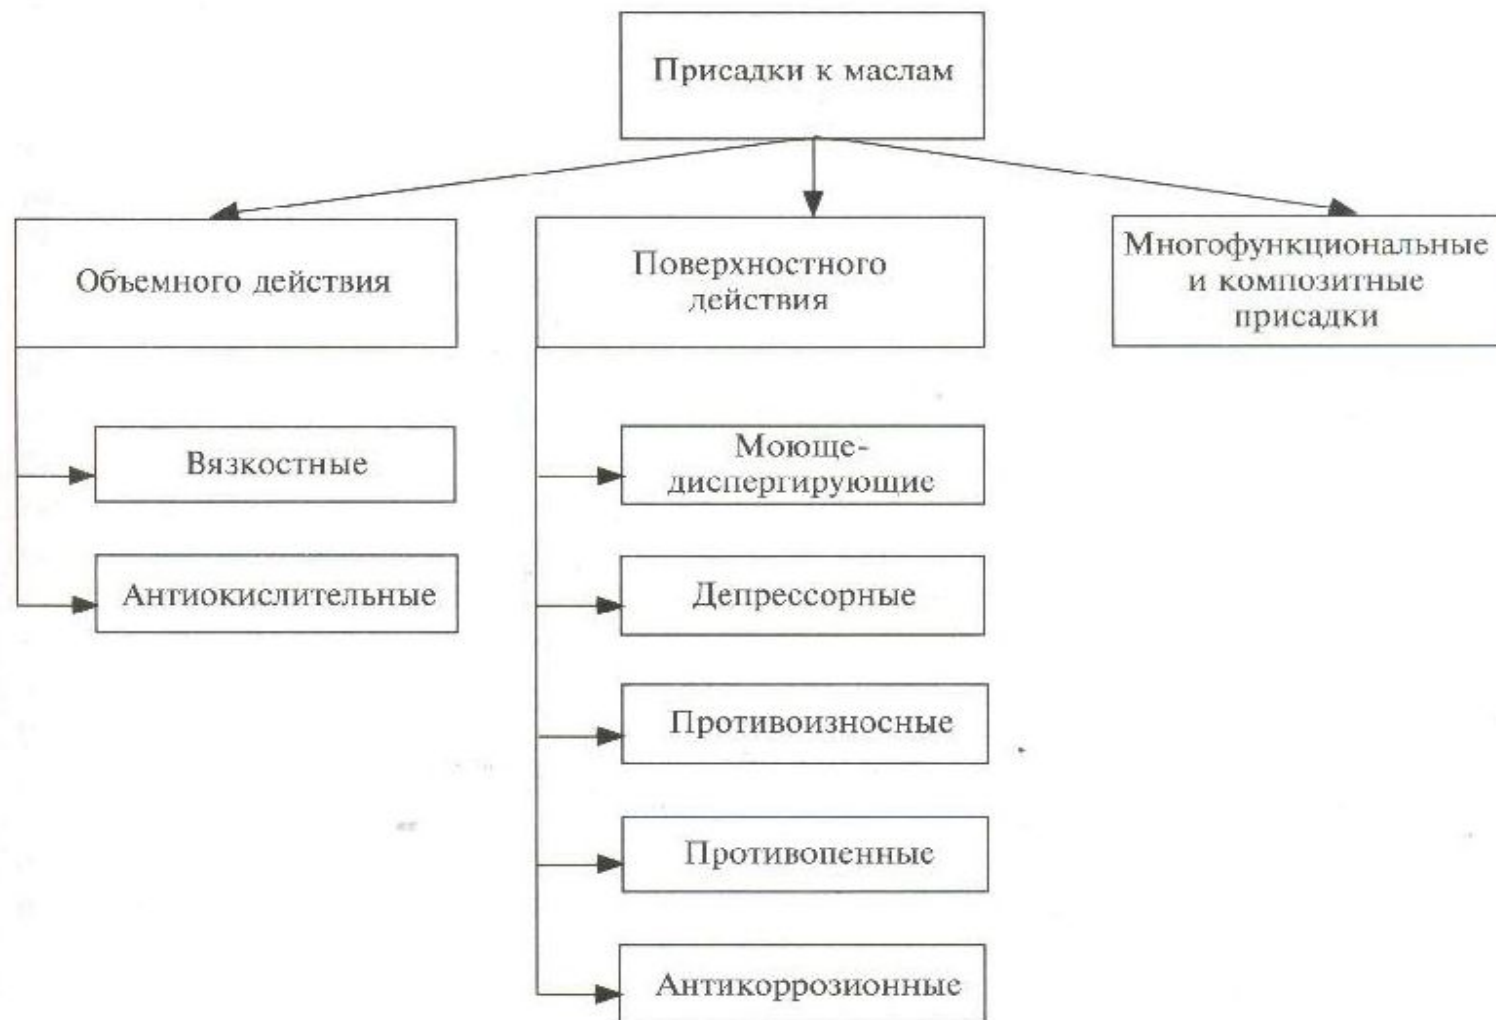 Присадки к маслам
Объемного действия
Поверхностного
действия
Многофункциональные
и композитные
присадки
Вязкостные
Антиокислительные
Моюще-
диспергирующие
Депрессорные
Противоизносные
Противопенные
Антикоррозионные